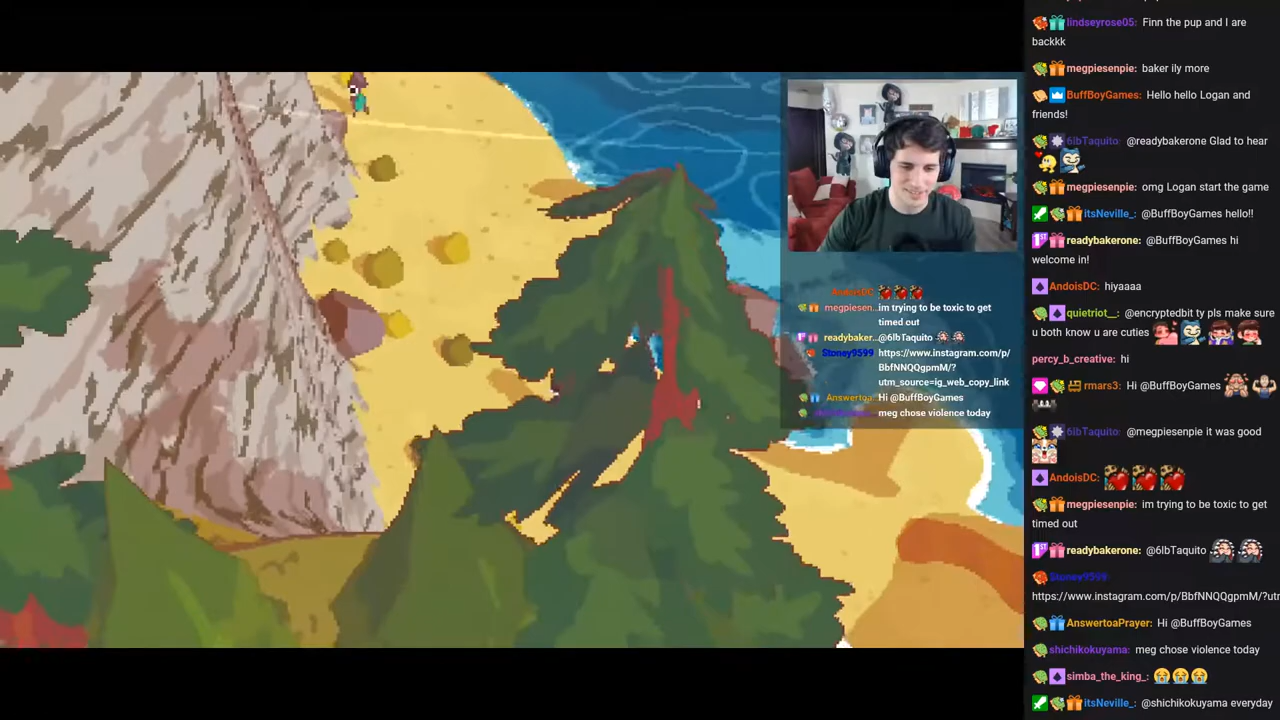 lindseyrose05: Finn the pup and I are
backkk
megpiesenpie: baker ily more
BuffBoyGames: Hello hello Logan and
friends!
6lbTaquito: @readybakerone Glad to hear
megpiesenpie: omg Logan start the game
itsNeville_: @BuffBoyGames hello!!
readybakerone: @BuffBoyGames hi
welcome in!
AndoisDC: hiyaaaa
quietriot__: @encryptedbit ty pls make sure
u both know u are cuties
percy_b_creative: hi
rmars3: Hi @BuffBoyGames
6lbTaquito: @megpiesenpie it was good
AndoisDC:
megpiesenpie: im trying to be toxic to get
timed out
readybakerone: @6lbTaquito
Stoney9599
https://www.instagram.com/p/BbfNNQQgpmM/?ut
AnswertoaPrayer: Hi @BuffBoyGames
shichikokuyama: meg chose violence today
simba_the_king_:
itsNeville_: @shichikokuyama everyday
AndoisDC
megpiesen... im trying to be toxic to get
timed out
readybaker... @6lbTaquito
Stoney9599 https://www.instagram.com/p/
BbfNNQQgpmM/?
utm_source=ig_web_copy_link
Answertoa... Hi @BuffBoyGames
meg chose violence today